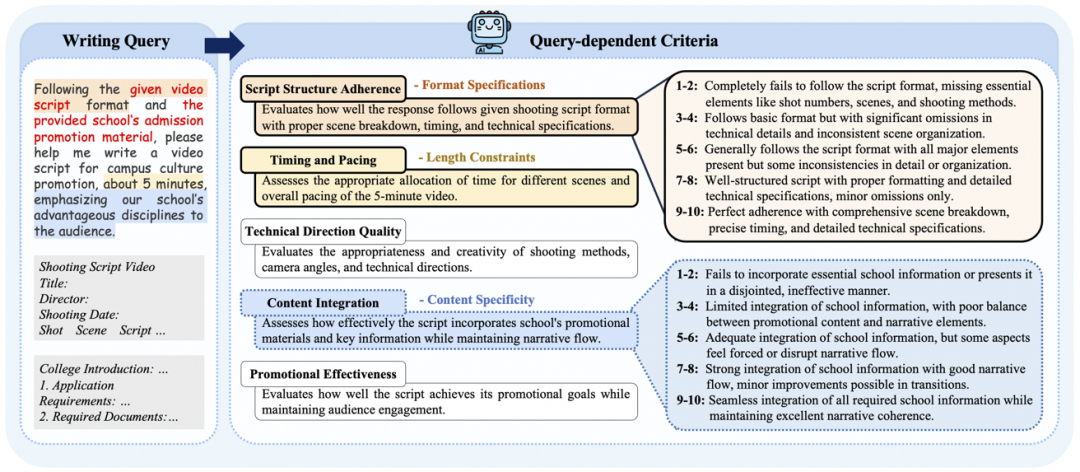 Writing Query
Query-dependent Criteria
AI
Following the given video
script format and the
provided school's admission
promotion material, please
help me write a video
script for campus culture
promotion, about 5 minutes,
emphasizing our school's
advantageous disciplines to
the audience.
Shooting Script Video
Title:
Director:
Shooting Date:
Shot Scene Script ...
College Introduction: ...
1. Application
Requirements: ...
2. Required Documents:...
Script Structure Adherence - Format Specifications
Evaluates how well the response follows given shooting script format
with proper scene breakdown, timing, and technical specifications.
Timing and Pacing - Length Constraints
Assesses the appropriate allocation of time for different scenes and
overall pacing of the 5-minute video.
Technical Direction Quality
Evaluates the appropriateness and creativity of shooting methods,
camera angles, and technical directions.
Content Integration - Content Specificity
Assesses how effectively the script incorporates school's promotional
materials and key information while maintaining narrative flow.
Promotional Effectiveness
Evaluates how well the script achieves its promotional goals while
maintaining audience engagement.
1-2: Completely fails to follow the script format, missing essential
elements like shot numbers, scenes, and shooting methods.
3-4: Follows basic format but with significant omissions in
technical details and inconsistent scene organization.
5-6: Generally follows the script format with all major elements
present but some inconsistencies in detail or organization.
7-8: Well-structured script with proper formatting and detailed
technical specifications, minor omissions only.
9-10: Perfect adherence with comprehensive scene breakdown,
precise timing, and detailed technical specifications.
1-2: Fails to incorporate essential school information or presents it
in a disjointed, ineffective manner.
3-4: Limited integration of school information, with poor balance
between promotional content and narrative elements.
5-6: Adequate integration of school information, but some aspects
feel forced or disrupt narrative flow.
7-8: Strong integration of school information with good narrative
flow, minor improvements possible in transitions.
9-10: Seamless integration of all required school information while
maintaining excellent narrative coherence.